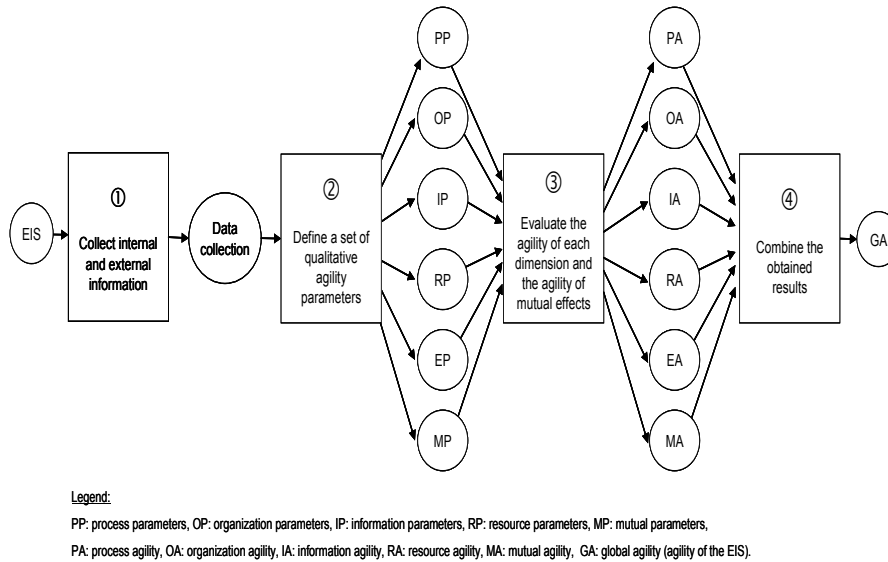 EIS
①
Collect internal
and external
information
Data
collection
②
Define a set of
qualitative
agility
parameters
PP
OP
IP
RP
EP
MP
③
Evaluate the
agility of each
dimension and
the agility of
mutual effects
PA
OA
IA
RA
EA
MA
④
Combine the
obtained
results
GA
Legend:
PP: process parameters, OP: organization parameters, IP: information parameters, RP: resource parameters, MP: mutual parameters,
PA: process agility, OA: organization agility, IA: information agility, RA: resource agility, MA: mutual agility, GA: global agility (agility of the EIS).